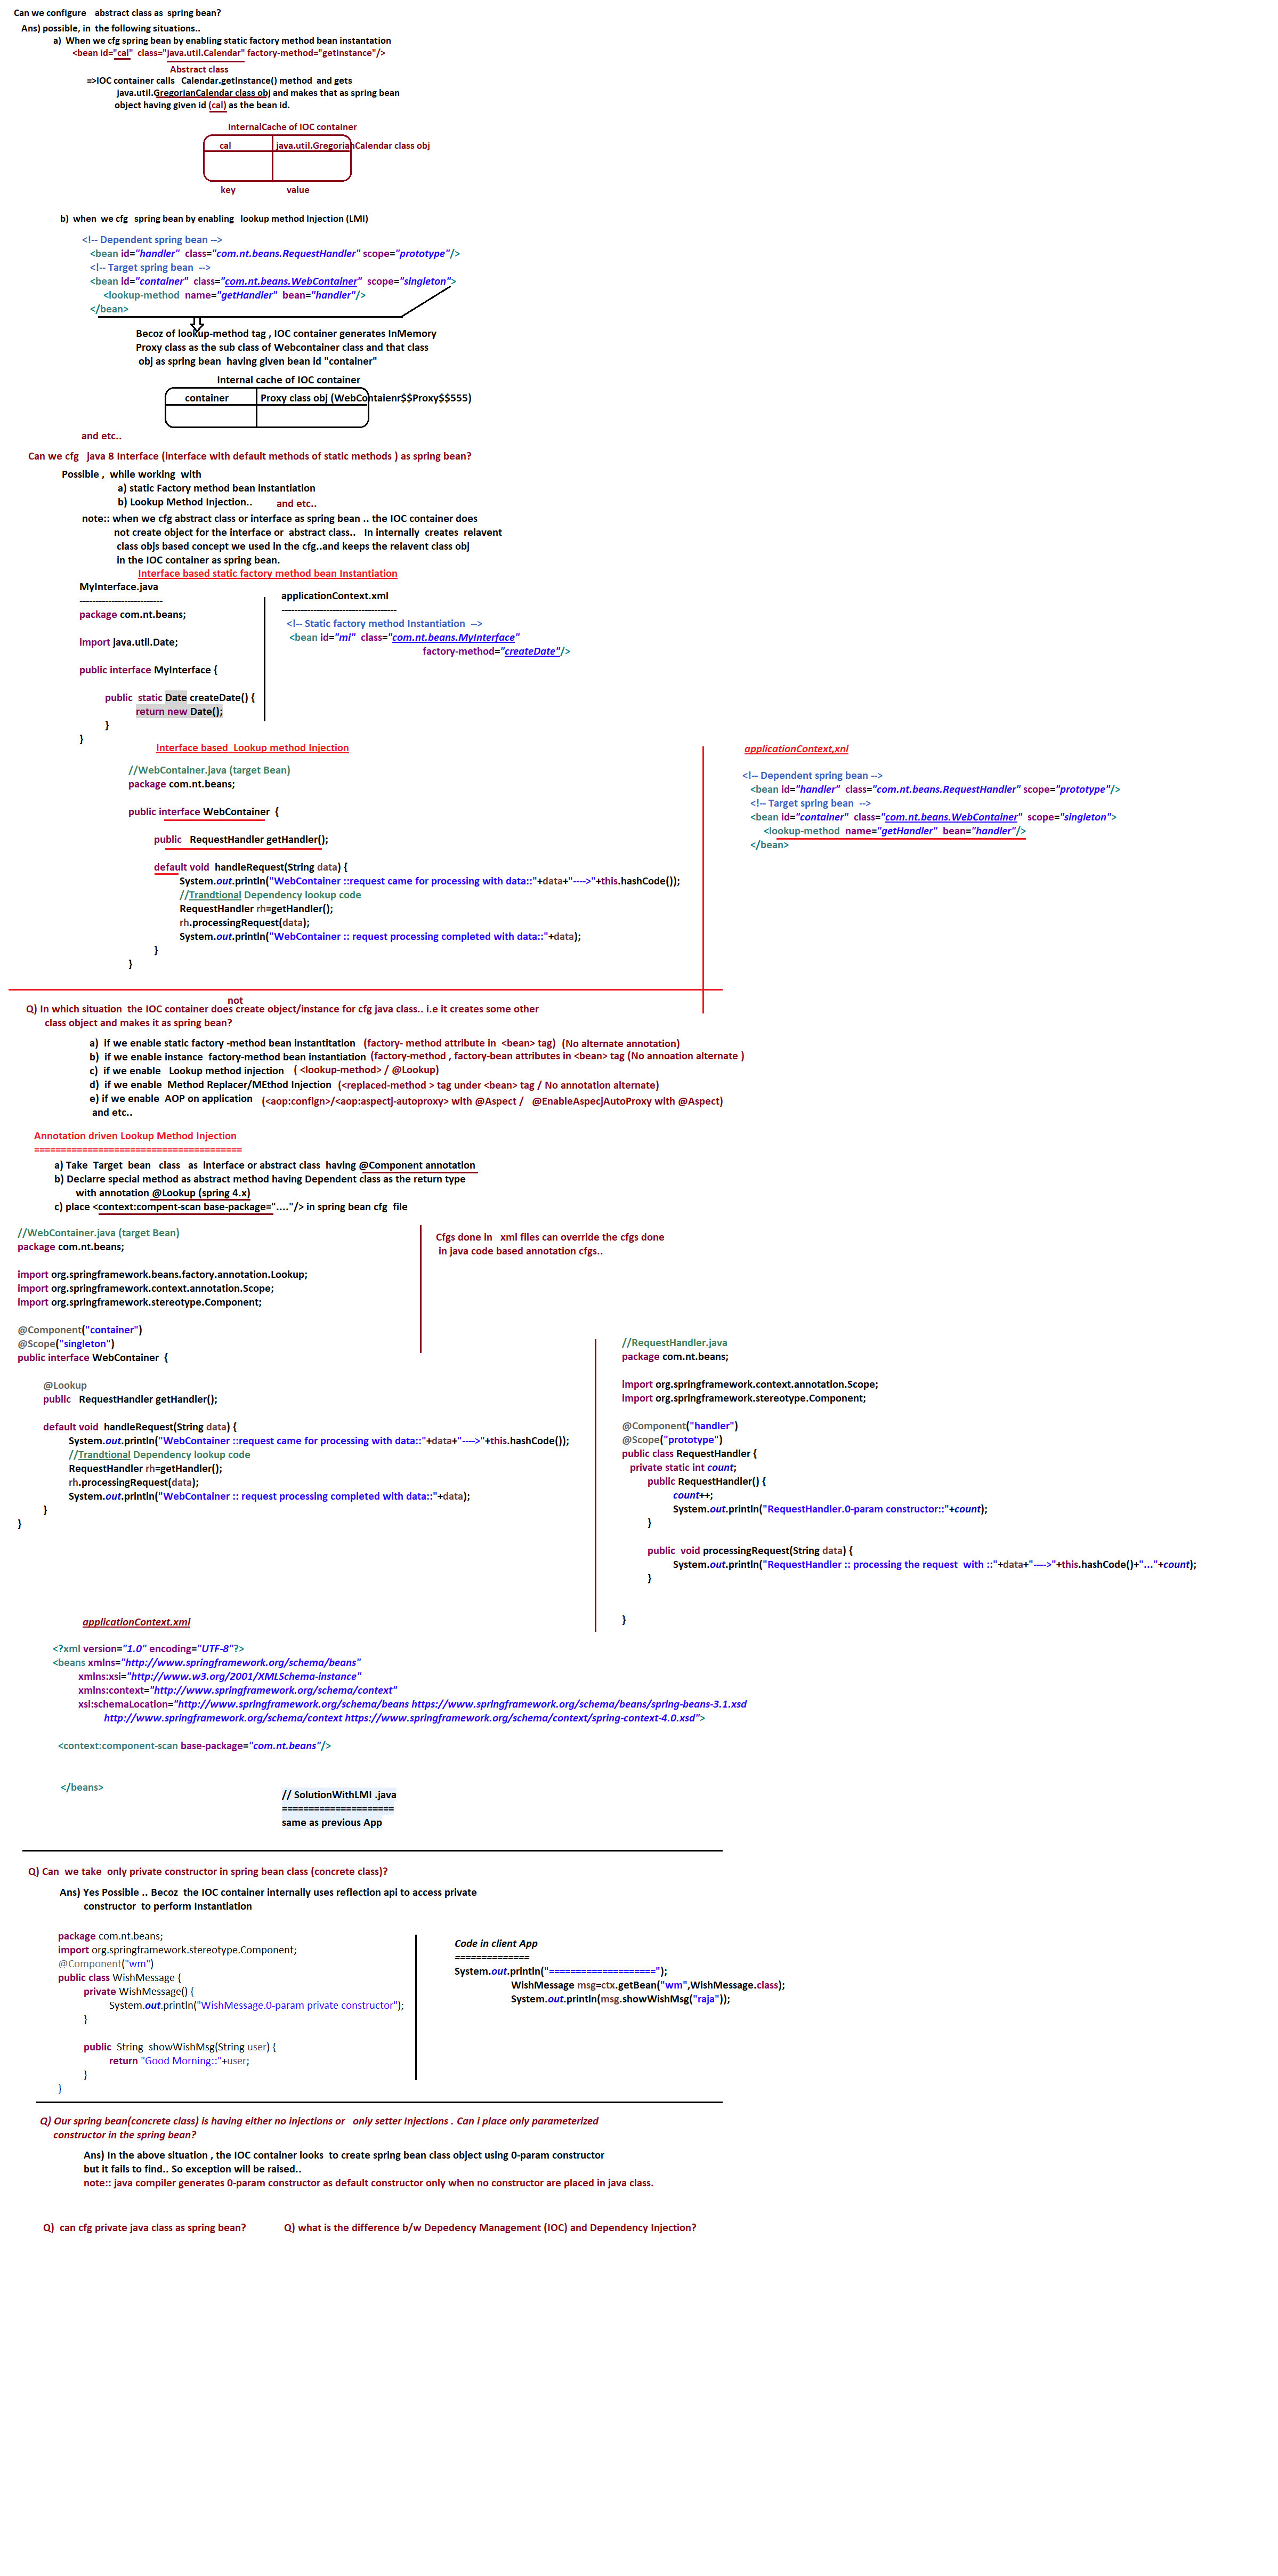 Can we configure abstract class as spring bean?
Ans) possible, in the following situations..
a) When we cfg spring bean by enabling static factory method bean instantation
<bean id="cal" class="java.util.Calendar" factory-method="getInstance"/>
Abstract class
=>IOC container calls Calendar.getInstance() method and gets
java.util.GregorianCalendar class obj and makes that as spring bean
object having given id (cal) as the bean id.
InternalCache of IOC container
cal java.util.GregorianCalendar class obj
key value
b) when we cfg spring bean by enabling lookup method Injection (LMI)
<!-- Dependent spring bean -->
<bean id="handler" class="com.nt.beans.RequestHandler" scope="prototype"/>
<!-- Target spring bean -->
<bean id="container" class="com.nt.beans.WebContainer" scope="singleton">
<lookup-method name="getHandler" bean="handler"/>
</bean>
Becoz of lookup-method tag , IOC container generates InMemory
Proxy class as the sub class of Webcontainer class and that class
obj as spring bean having given bean id "container"
Internal cache of IOC container
container Proxy class obj (WebContaienr$$Proxy$$555)
and etc..
Can we cfg java 8 Interface (interface with default methods of static methods ) as spring bean?
Possible , while working with
a) static Factory method bean instantiation
b) Lookup Method Injection.. and etc..
note:: when we cfg abstract class or interface as spring bean .. the IOC container does
not create object for the interface or abstract class.. In internally creates relavent
class objs based concept we used in the cfg..and keeps the relavent class obj
in the IOC container as spring bean.
Interface based static factory method bean Instantiation
MyInterface.java
--------------------------
package com.nt.beans;
import java.util.Date;
public interface MyInterface {
public static Date createDate() {
return new Date();
}
}
applicationContext.xml
------------------------------------
<!-- Static factory method Instantiation -->
<bean id="mi" class="com.nt.beans.MyInterface"
factory-method="createDate"/>
Interface based Lookup method Injection
//WebContainer.java (target Bean)
package com.nt.beans;
public interface WebContainer {
public RequestHandler getHandler();
default void handleRequest(String data) {
System.out.println("WebContainer ::request came for processing with data::"+data+"---->"+this.hashCode());
//Trandtional Dependency lookup code
RequestHandler rh=getHandler();
rh.processingRequest(data);
System.out.println("WebContainer :: request processing completed with data::"+data);
}
}
applicationContext,xnl
<!-- Dependent spring bean -->
<bean id="handler" class="com.nt.beans.RequestHandler" scope="prototype"/>
<!-- Target spring bean -->
<bean id="container" class="com.nt.beans.WebContainer" scope="singleton">
<lookup-method name="getHandler" bean="handler"/>
</bean>
not
Q) In which situation the IOC container does create object/instance for cfg java class.. i.e it creates some other
class object and makes it as spring bean?
a) if we enable static factory -method bean instantitation (factory- method attribute in <bean> tag) (No alternate annotation)
b) if we enable instance factory-method bean instantiation (factory-method , factory-bean attributes in <bean> tag (No annoation alternate )
c) if we enable Lookup method injection ( <lookup-method> / @Lookup)
d) if we enable Method Replacer/MEthod Injection (<replaced-method > tag under <bean> tag / No annotation alternate)
e) if we enable AOP on application (<aop:confign>/<aop:aspectj-autoproxy> with @Aspect / @EnableAspecjAutoProxy with @Aspect)
and etc..
Annotation driven Lookup Method Injection
=======================================
a) Take Target bean class as interface or abstract class having @Component annotation
b) Declarre special method as abstract method having Dependent class as the return type
with annotation @Lookup (spring 4.x)
c) place <context:compent-scan base-package="...."/> in spring bean cfg file
//WebContainer.java (target Bean)
package com.nt.beans;
import org.springframework.beans.factory.annotation.Lookup;
import org.springframework.context.annotation.Scope;
import org.springframework.stereotype.Component;
@Component("container")
@Scope("singleton")
public interface WebContainer {
@Lookup
public RequestHandler getHandler();
default void handleRequest(String data) {
System.out.println("WebContainer ::request came for processing with data::"+data+"---->"+this.hashCode());
//Trandtional Dependency lookup code
RequestHandler rh=getHandler();
rh.processingRequest(data);
System.out.println("WebContainer :: request processing completed with data::"+data);
}
}
Cfgs done in xml files can override the cfgs done
in java code based annotation cfgs..
//RequestHandler.java
package com.nt.beans;
import org.springframework.context.annotation.Scope;
import org.springframework.stereotype.Component;
@Component("handler")
@Scope("prototype")
public class RequestHandler {
private static int count;
public RequestHandler() {
count++;
System.out.println("RequestHandler.0-param constructor::"+count);
}
public void processingRequest(String data) {
System.out.println("RequestHandler :: processing the request with ::"+data+"---->"+this.hashCode()+"..."+count);
}
}
applicationContext.xml
<?xml version="1.0" encoding="UTF-8"?>
<beans xmlns="http://www.springframework.org/schema/beans"
xmlns:xsi="http://www.w3.org/2001/XMLSchema-instance"
xmlns:context="http://www.springframework.org/schema/context"
xsi:schemaLocation="http://www.springframework.org/schema/beans https://www.springframework.org/schema/beans/spring-beans-3.1.xsd
http://www.springframework.org/schema/context https://www.springframework.org/schema/context/spring-context-4.0.xsd">
<context:component-scan base-package="com.nt.beans"/>
</beans>
// SolutionWithLMI .java
=====================
same as previous App
Q) Can we take only private constructor in spring bean class (concrete class)?
Ans) Yes Possible .. Becoz the IOC container internally uses reflection api to access private
constructor to perform Instantiation
package com.nt.beans;
import org.springframework.stereotype.Component;
@Component("wm")
public class WishMessage {
private WishMessage() {
System.out.println("WishMessage.0-param private constructor");
}
public String showWishMsg(String user) {
return "Good Morning::"+user;
}
}
Code in client App
==============
System.out.println("====================");
WishMessage msg=ctx.getBean("wm",WishMessage.class);
System.out.println(msg.showWishMsg("raja"));
Q) Our spring bean(concrete class) is having either no injections or only setter Injections . Can i place only parameterized
constructor in the spring bean?
Ans) In the above situation , the IOC container looks to create spring bean class object using 0-param constructor
but it fails to find.. So exception will be raised..
note:: java compiler generates 0-param constructor as default constructor only when no constructor are placed in java class.
Q) can cfg private java class as spring bean? Q) what is the difference b/w Depedency Management (IOC) and Dependency Injection?